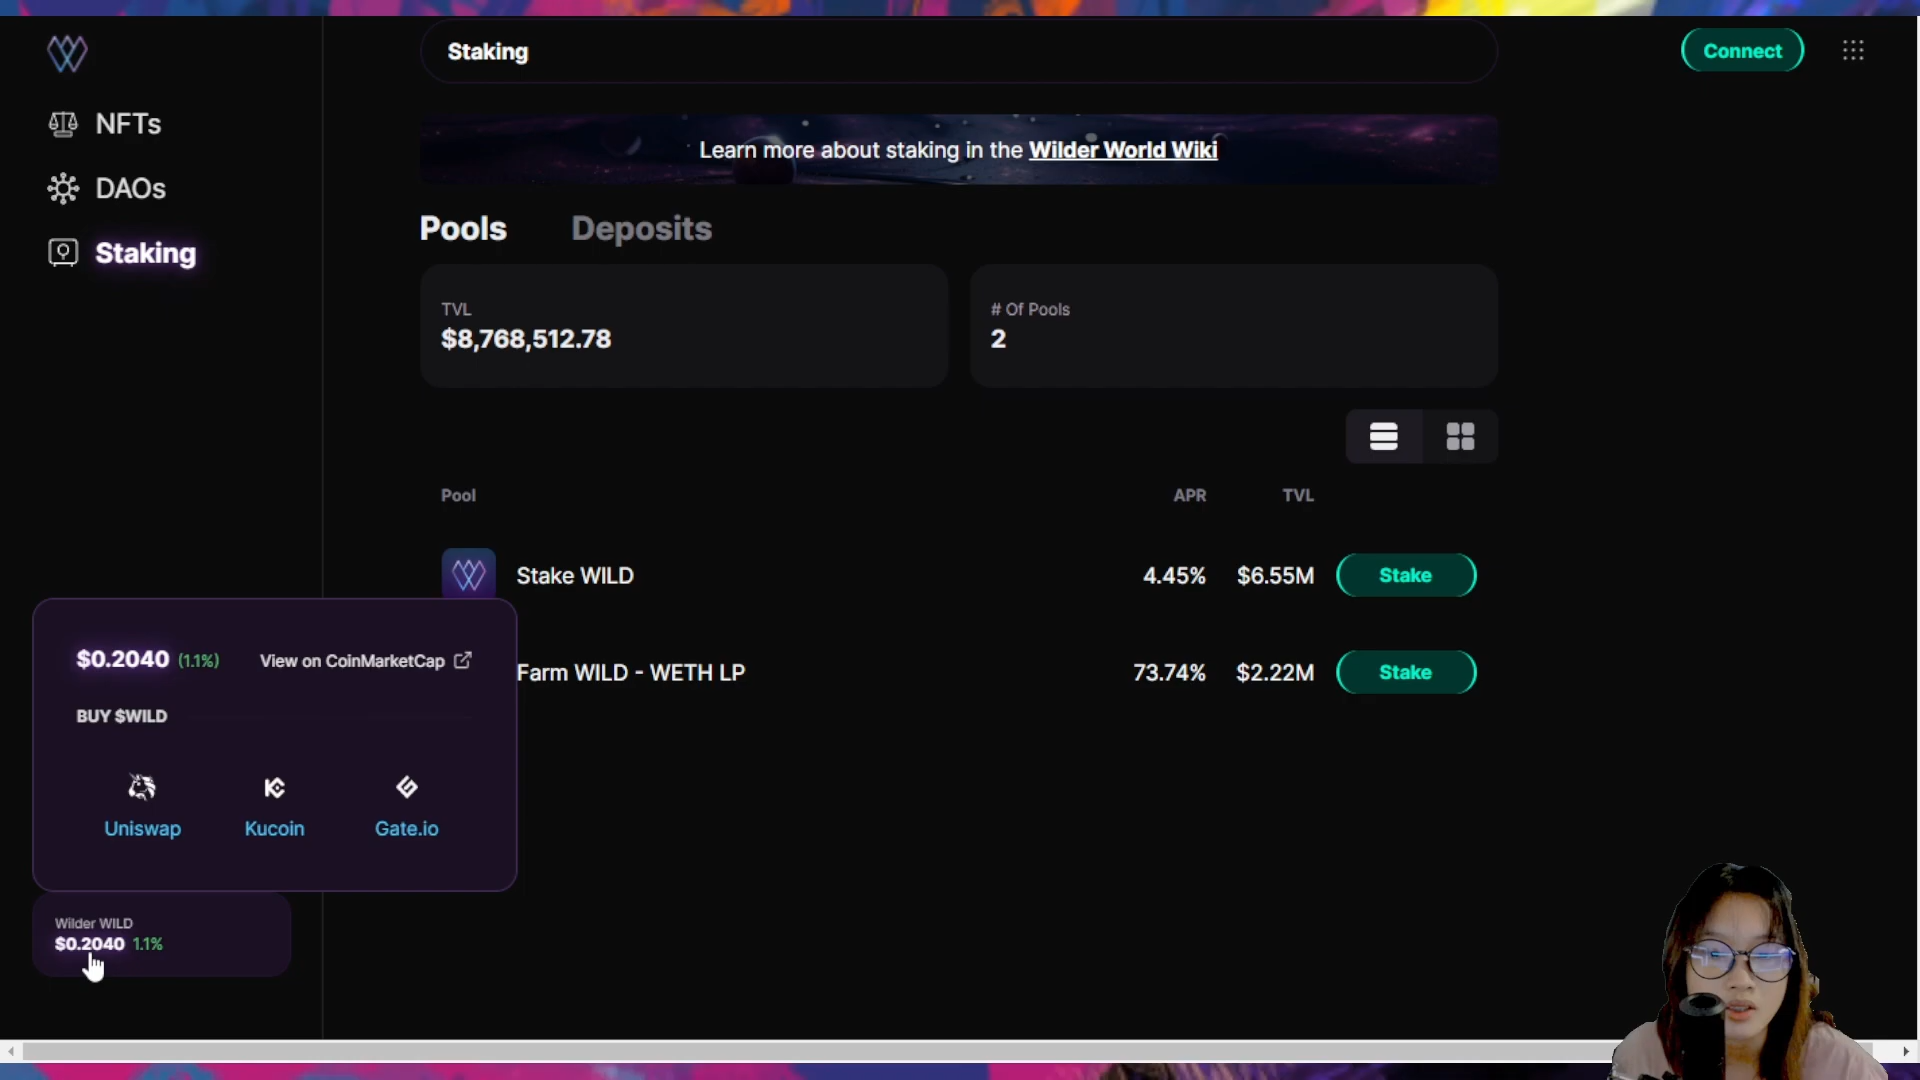 Staking
Connect
NFTs
DAOs
Staking
Learn more about staking in the Wilder World Wiki
Pools Deposits
TVL
$8,768,512.78
# Of Pools
2
Pool APR TVL
Stake WILD 4.45% $6.55M Stake
Farm WILD - WETH LP 73.74% $2.22M Stake
$0.2040 (1.1%) View on CoinMarketCap
BUY $WILD
Uniswap Kucoin Gate.io
Wilder WILD
$0.2040 1.1%